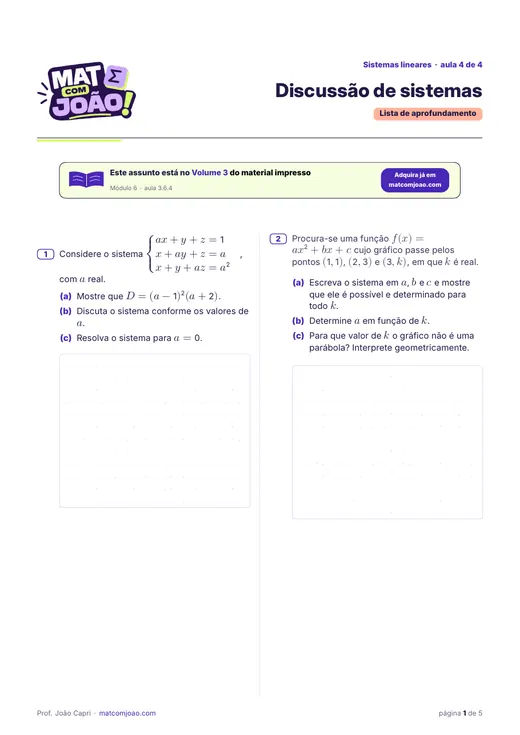 MAT
COM
JOÃO!
Σ
Sistemas lineares · aula 4 de 4
Discussão de sistemas
Lista de aprofundamento
Este assunto está no Volume 3 do material impresso
Módulo 6 · aula 3.6.4
Adquira já em
matcomjoao.com
1 Considere o sistema { ax + y + z = 1
x + ay + z = a
x + y + az = a² ,
com a real.
(a) Mostre que D = (a − 1)²(a + 2).
(b) Discuta o sistema conforme os valores de
a.
(c) Resolva o sistema para a = 0.
2 Procura-se uma função f(x) =
ax² + bx + c cujo gráfico passe pelos
pontos (1, 1), (2, 3) e (3, k), em que k é real.
(a) Escreva o sistema em a, b e c e mostre
que ele é possível e determinado para
todo k.
(b) Determine a em função de k.
(c) Para que valor de k o gráfico não é uma
parábola? Interprete geometricamente.
Prof. João Capri · matcomjoao.com
página 1 de 5